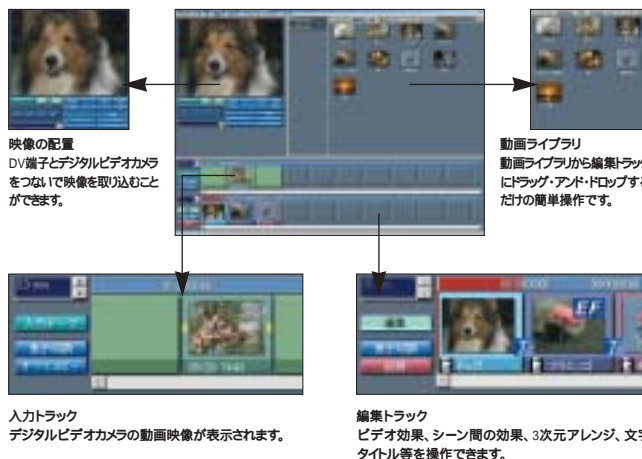 映像の配置
DV端子とデジタルビデオカメラ
をつないで映像を取り込むこと
ができます。
動画ライブラリ
動画ライブラリから編集トラック
にドラッグ・アンド・ドロップする
だけの簡単操作です。
EF
編集
入力トラック
デジタルビデオカメラの動画映像が表示されます。
編集トラック
ビデオ効果、シーン間の効果、3次元アレンジ、文字
タイトル等を操作できます。